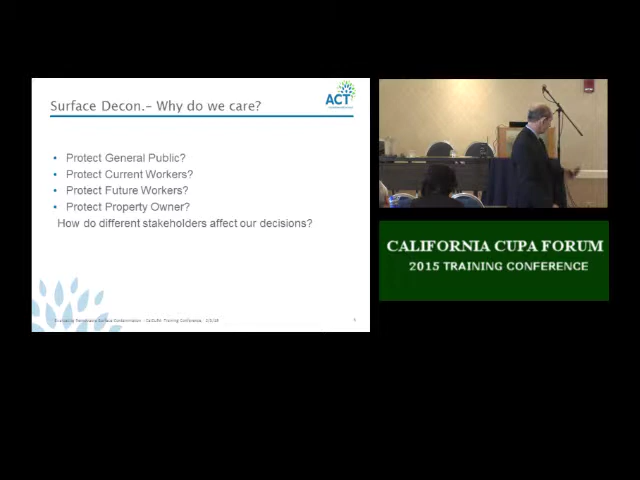 Surface Decon.– Why do we care?
ACT
• Protect General Public?
• Protect Current Workers?
• Protect Future Workers?
• Protect Property Owner?
How do different stakeholders affect our decisions?
CALIFORNIA CUPA FORUM
2015 TRAINING CONFERENCE